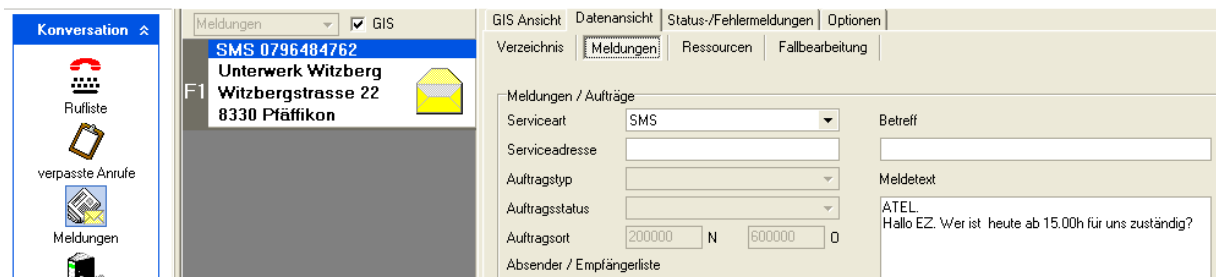 Konversation
Rufliste
verpasste Anrufe
Meldungen
Meldungen GIS
F1
SMS 0796484762
Unterwerk Witzberg
Witzbergstrasse 22
8330 Pfäffikon
GIS Ansicht Datenansicht Status-/Fehlermeldungen Optionen
Verzeichnis Meldungen Ressourcen Fallbearbeitung
Meldungen / Aufträge
Serviceart SMS
Serviceadresse
Auftragstyp
Auftragsstatus
Auftragsort 200000 N 600000 O
Absender / Empfängerliste
Betreff
Meldetext
ATEL.
Hallo EZ. Wer ist heute ab 15.00h für uns zuständig?